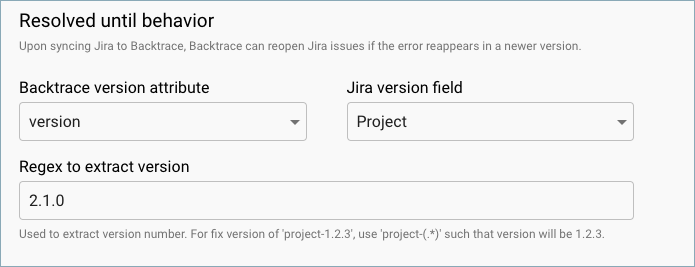 Resolved until behavior
Upon syncing Jira to Backtrace, Backtrace can reopen Jira issues if the error reappears in a newer version.
Backtrace version attribute
Jira version field
version
Project
Regex to extract version
2.1.0
Used to extract version number. For fix version of 'project-1.2.3', use 'project-(.*)' such that version will be 1.2.3.